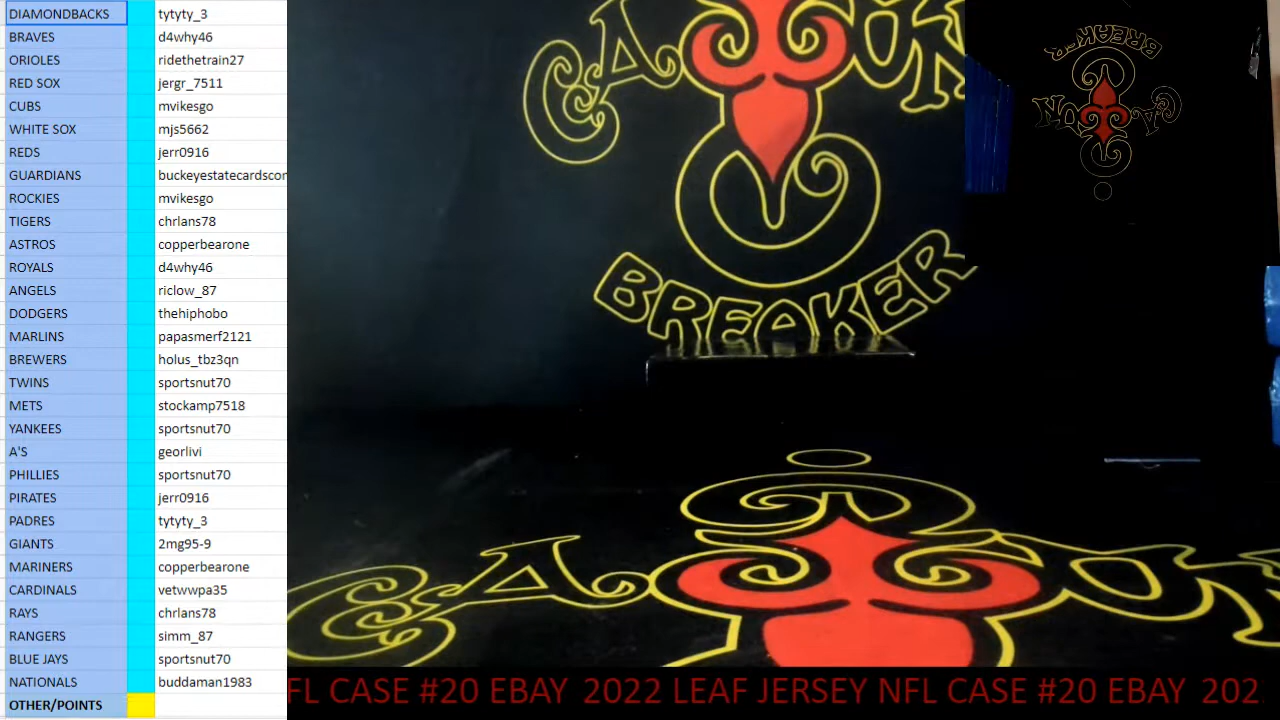 DIAMONDBACKS tytyty_3
BRAVES d4why46
ORIOLES ridethetrain27
RED SOX jergr_7511
CUBS mvikesgo
WHITE SOX mjs5662
REDS jerr0916
GUARDIANS buckeyestatecardscon
ROCKIES mvikesgo
TIGERS chrlans78
ASTROS copperbearone
ROYALS d4why46
ANGELS riclow_87
DODGERS thehiphobo
MARLINS papasmerf2121
BREWERS holus_tbz3qn
TWINS sportsnut70
METS stockamp7518
YANKEES sportsnut70
A'S georlivi
PHILLIES sportsnut70
PIRATES jerr0916
PADRES tytyty_3
GIANTS 2mg95-9
MARINERS copperbearone
CARDINALS vetwwpa35
RAYS chrlans78
RANGERS simm_87
BLUE JAYS sportsnut70
NATIONALS buddaman1983
OTHER/POINTS
BREAKER
BREAKER
FL CASE #20 EBAY 2022 LEAF JERSEY NFL CASE #20 EBAY 202